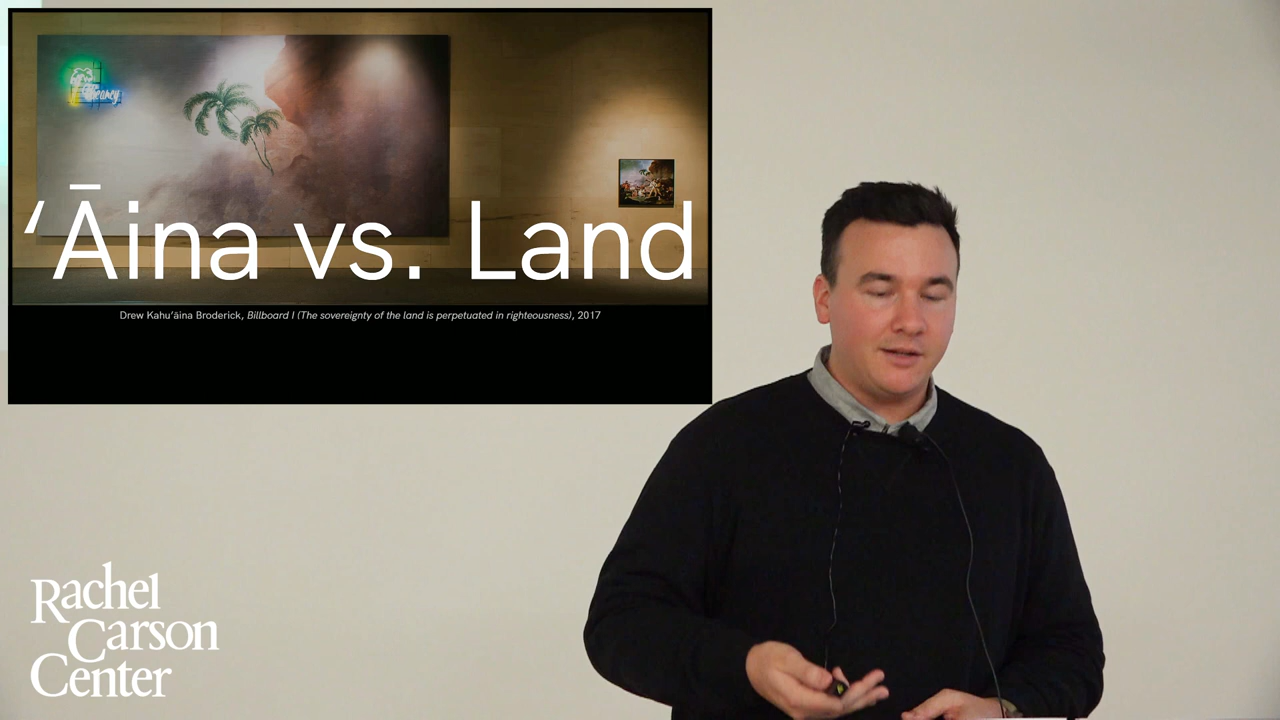 ʻĀina vs. Land
Drew Kahuʻāina Broderick, Billboard I (The sovereignty of the land is perpetuated in righteousness), 2017
Rachel
Carson
Center